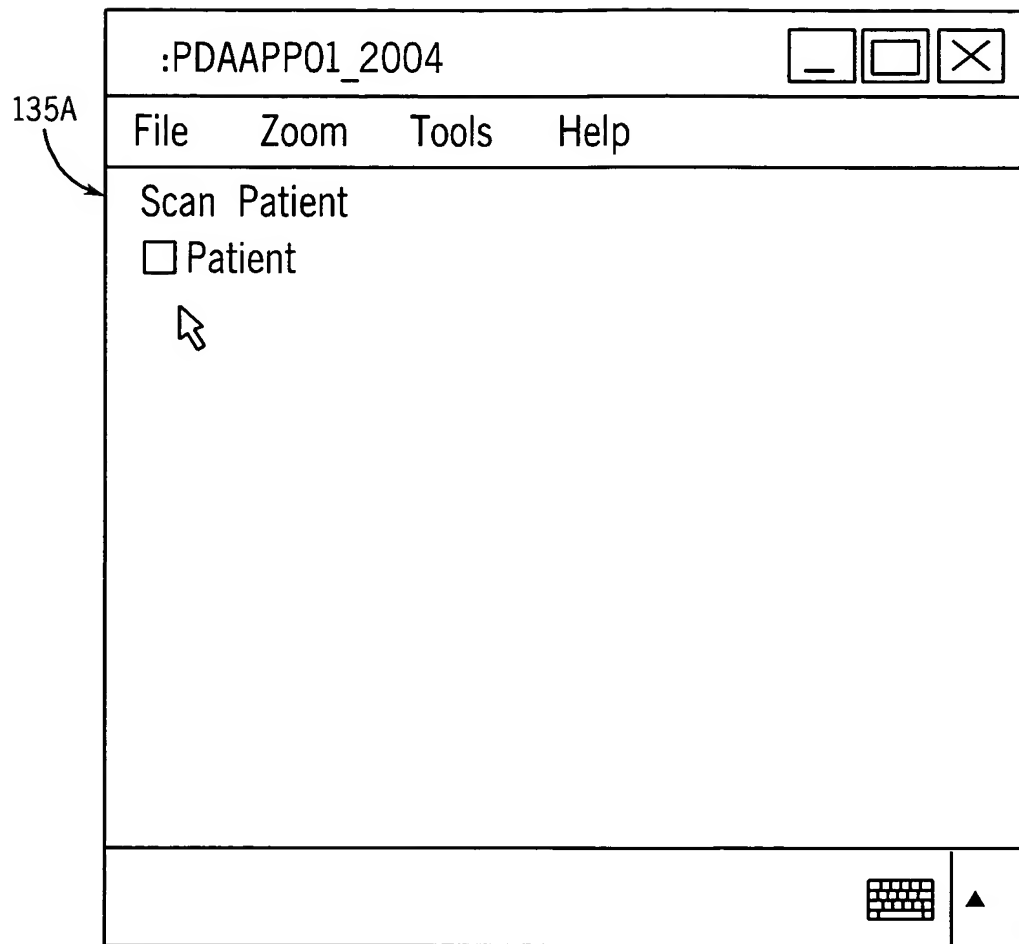 :PDAAPP01_2004
135A
File Zoom Tools Help
Scan Patient
Patient